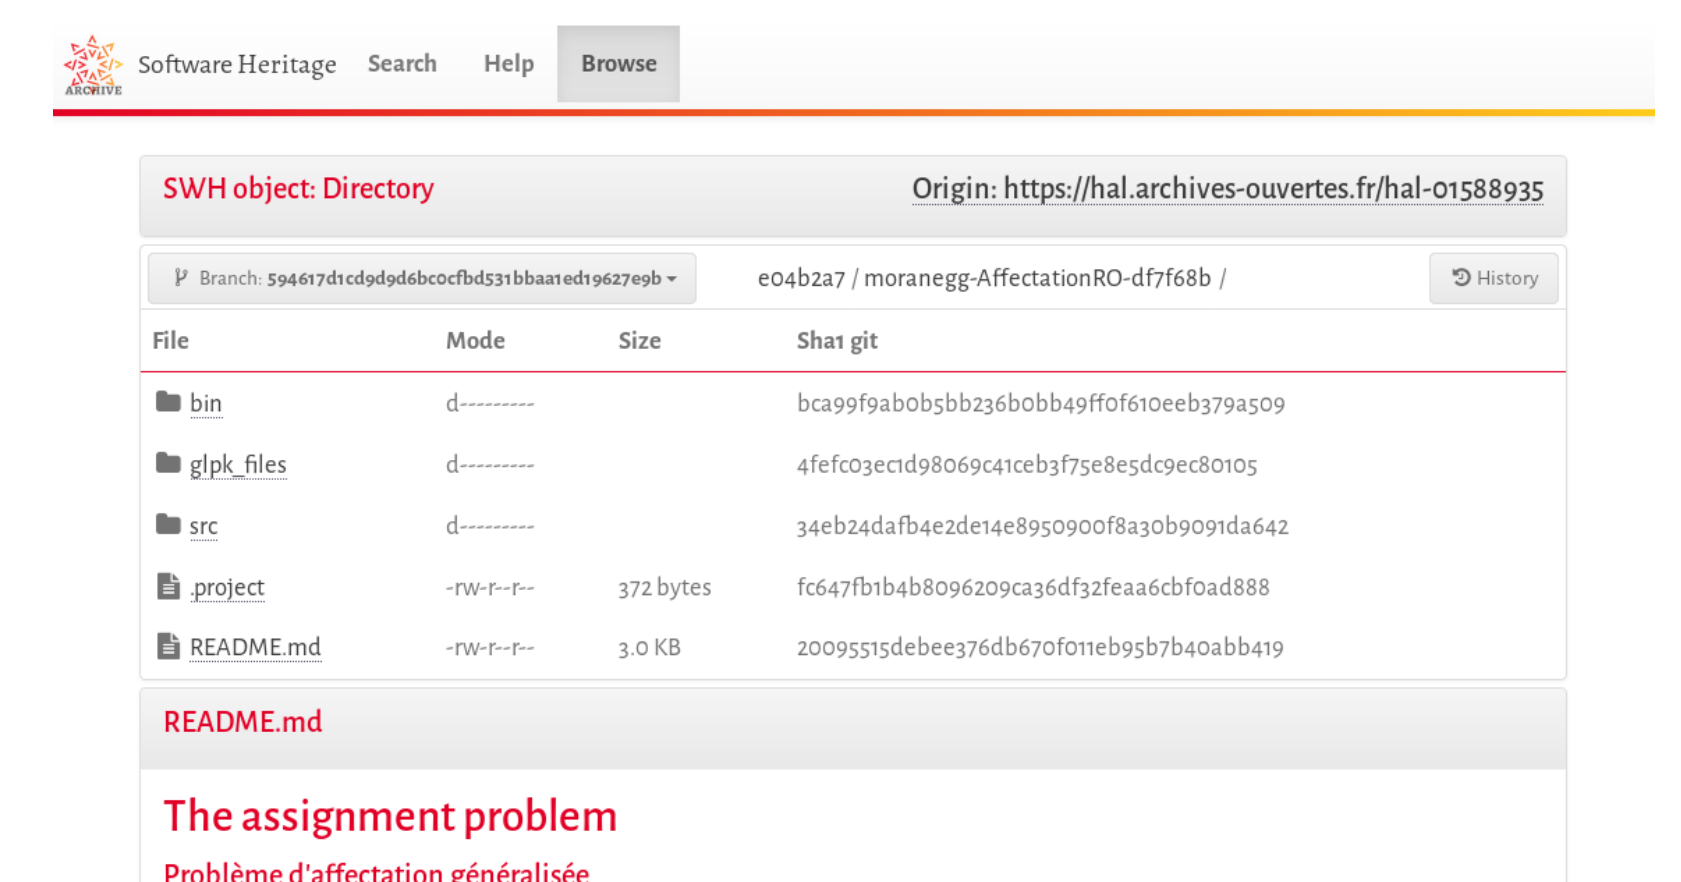 ARCHIVE
Software Heritage Search Help Browse
SWH object: Directory Origin: https://hal.archives-ouvertes.fr/hal-01588935
Branch: 594617d1cd9d9d6bc0cfbd531bbaa1ed19627e9b e04b2a7 / moranegg-AffectationRO-df7f68b / History
File Mode Size Sha1 git
bin d--------- bca99f9ab0b5bb236b0bb49ff0f610eeb379a509
glpk_files d--------- 4fefc03ec1d98069c41ceb3f75e8e5dc9ec80105
src d--------- 34eb24dafb4e2de14e8950900f8a30b9091da642
.project -rw-r--r-- 372 bytes fc647fb1b4b8096209ca36df32feaa6cbf0ad888
README.md -rw-r--r-- 3.0 KB 20095515debee376db670f011eb95b7b40abb419
README.md
The assignment problem
Problème d'affectation généralisée